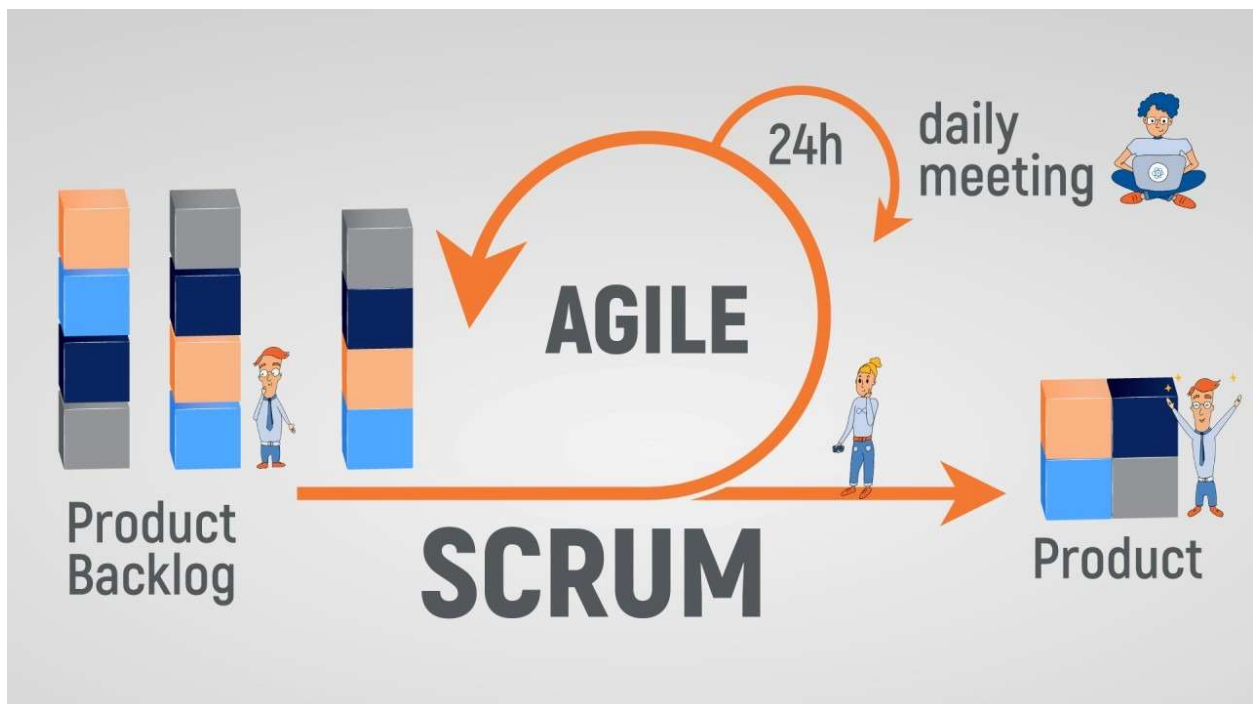 Product
Backlog
AGILE
SCRUM
24h
daily
meeting
Product